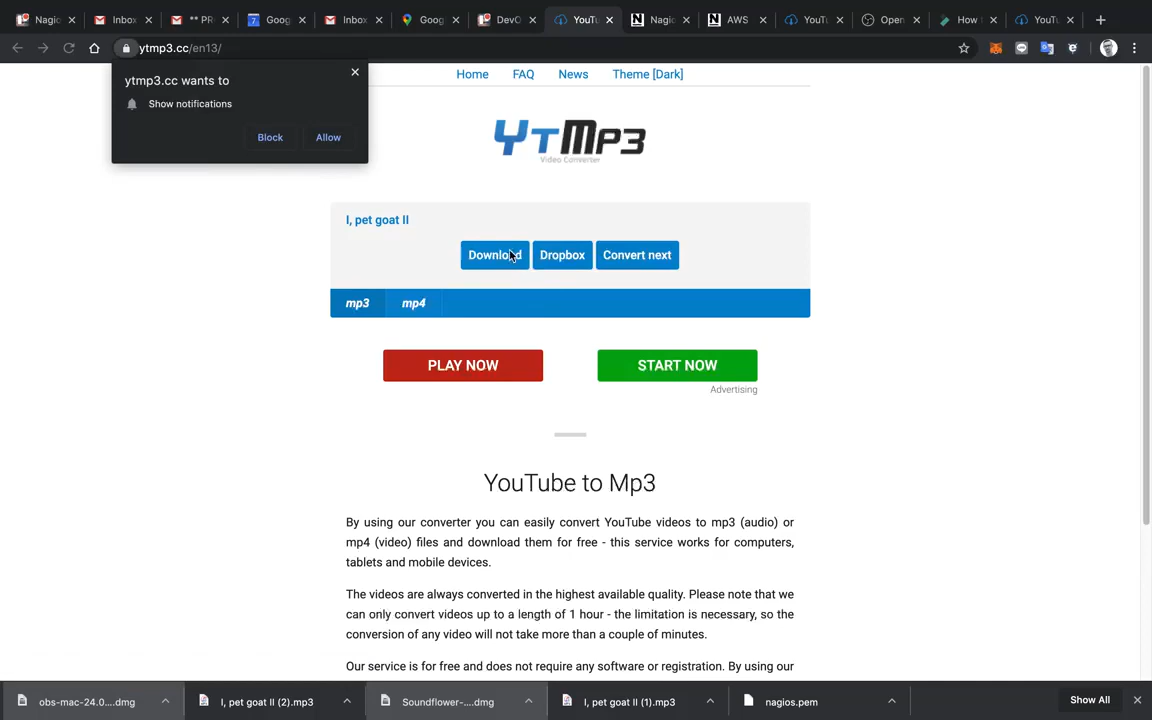 Nagio
Inbox
** PR
Goog
Inbox
Goog
DevO
YouTu
Nagio
AWS
YouTu
Open
How t
YouTu
ytmp3.cc/en13/
ytmp3.cc wants to
Show notifications
Block
Allow
Home
FAQ
News
Theme [Dark]
YTMP3
Video Converter
I, pet goat II
Download
Dropbox
Convert next
mp3
mp4
PLAY NOW
START NOW
Advertising
YouTube to Mp3
By using our converter you can easily convert YouTube videos to mp3 (audio) or
mp4 (video) files and download them for free - this service works for computers,
tablets and mobile devices.
The videos are always converted in the highest available quality. Please note that we
can only convert videos up to a length of 1 hour - the limitation is necessary, so the
conversion of any video will not take more than a couple of minutes.
Our service is for free and does not require any software or registration. By using our
obs-mac-24.0....dmg
I, pet goat II (2).mp3
Soundflower-....dmg
I, pet goat II (1).mp3
nagios.pem
Show All